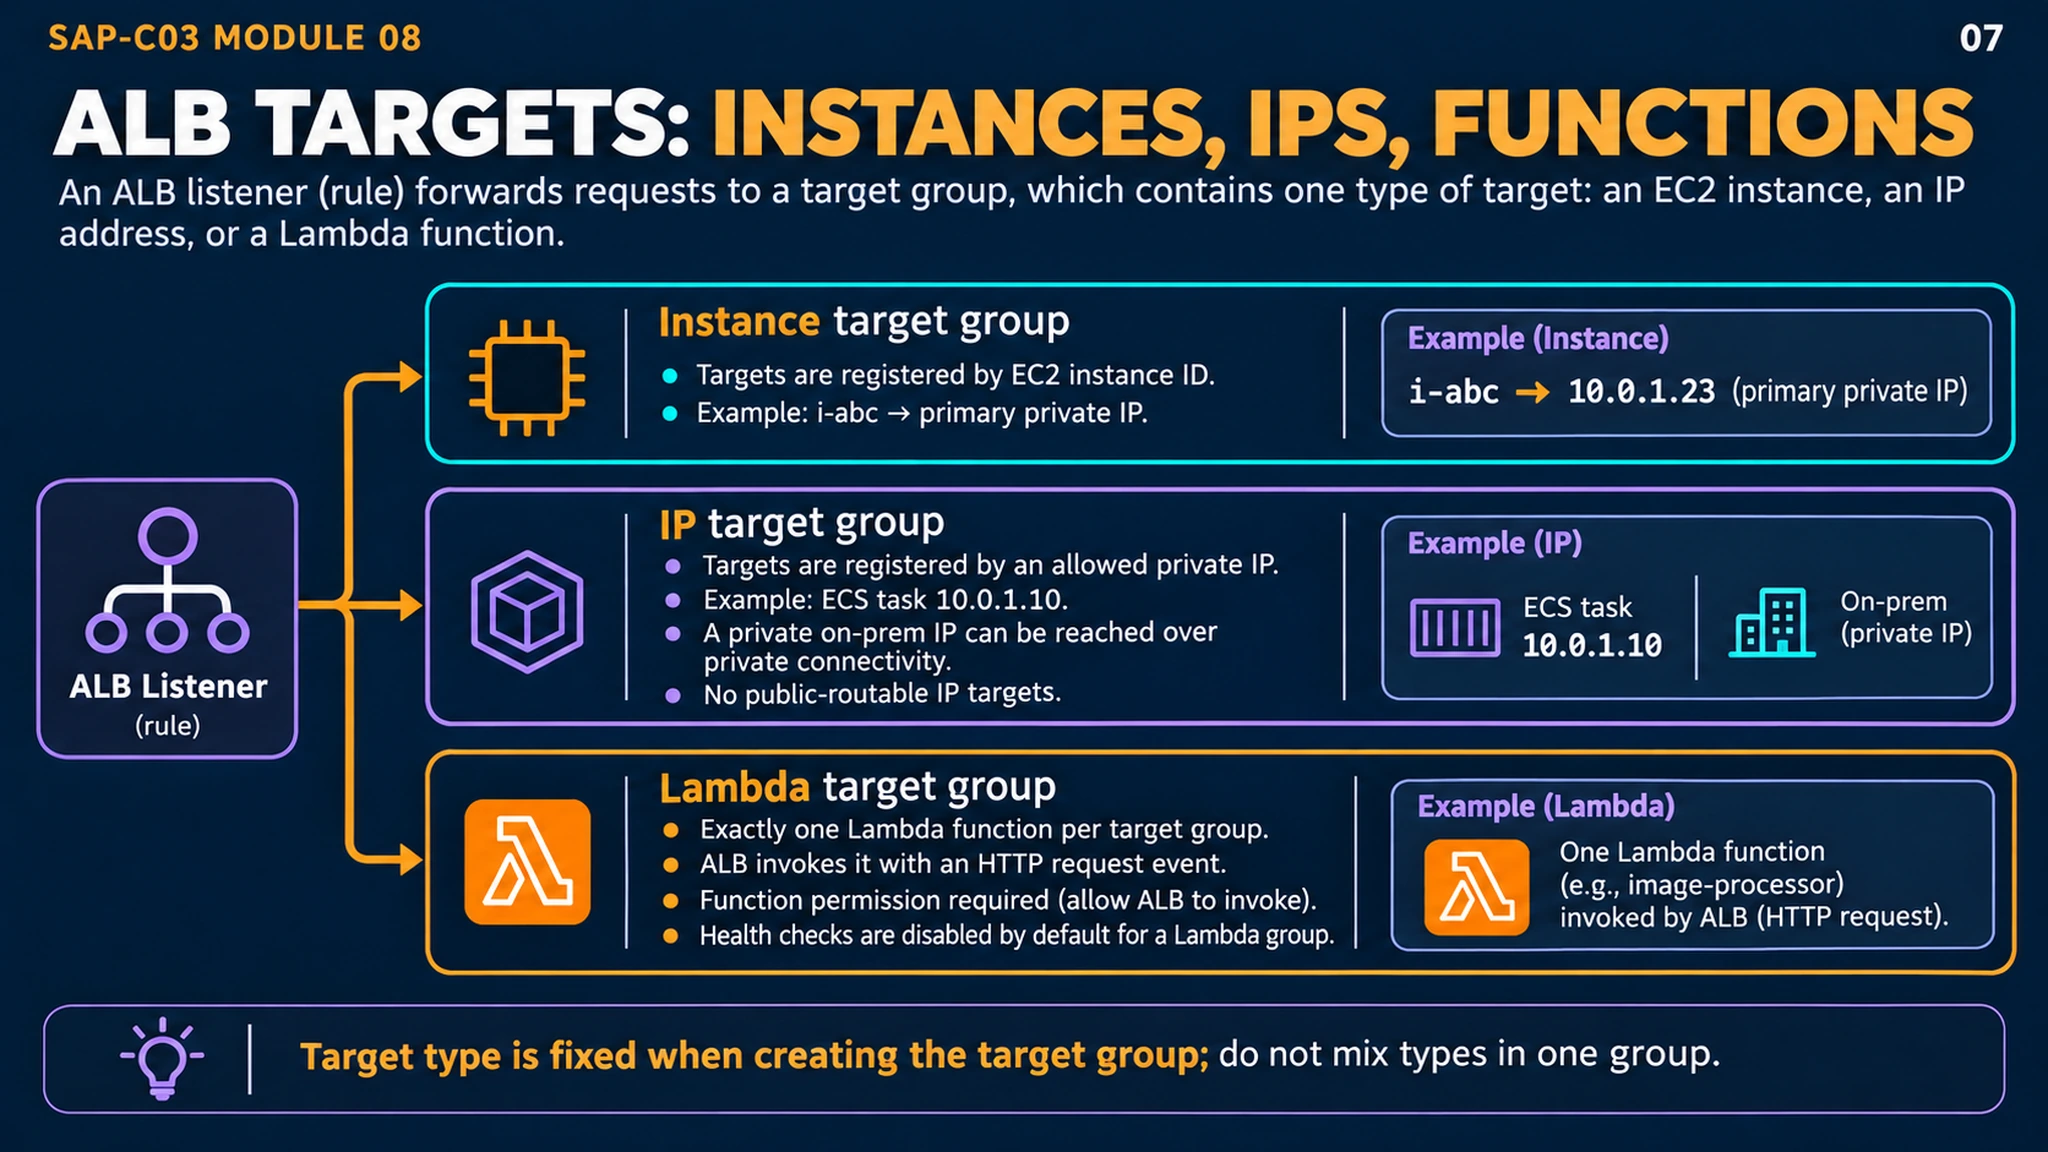 SAP-C03 MODULE 08
07
ALB TARGETS: INSTANCES, IPS, FUNCTIONS
An ALB listener (rule) forwards requests to a target group, which contains one type of target: an EC2 instance, an IP
address, or a Lambda function.
ALB Listener
(rule)
Instance target group
Targets are registered by EC2 instance ID.
Example: i-abc → primary private IP.
Example (Instance)
i-abc → 10.0.1.23 (primary private IP)
IP target group
Targets are registered by an allowed private IP.
Example: ECS task 10.0.1.10.
A private on-prem IP can be reached over
private connectivity.
No public-routable IP targets.
Example (IP)
ECS task
10.0.1.10
On-prem
(private IP)
Lambda target group
Exactly one Lambda function per target group.
ALB invokes it with an HTTP request event.
Function permission required (allow ALB to invoke).
Health checks are disabled by default for a Lambda group.
Example (Lambda)
One Lambda function
(e.g., image-processor)
invoked by ALB (HTTP request).
Target type is fixed when creating the target group; do not mix types in one group.